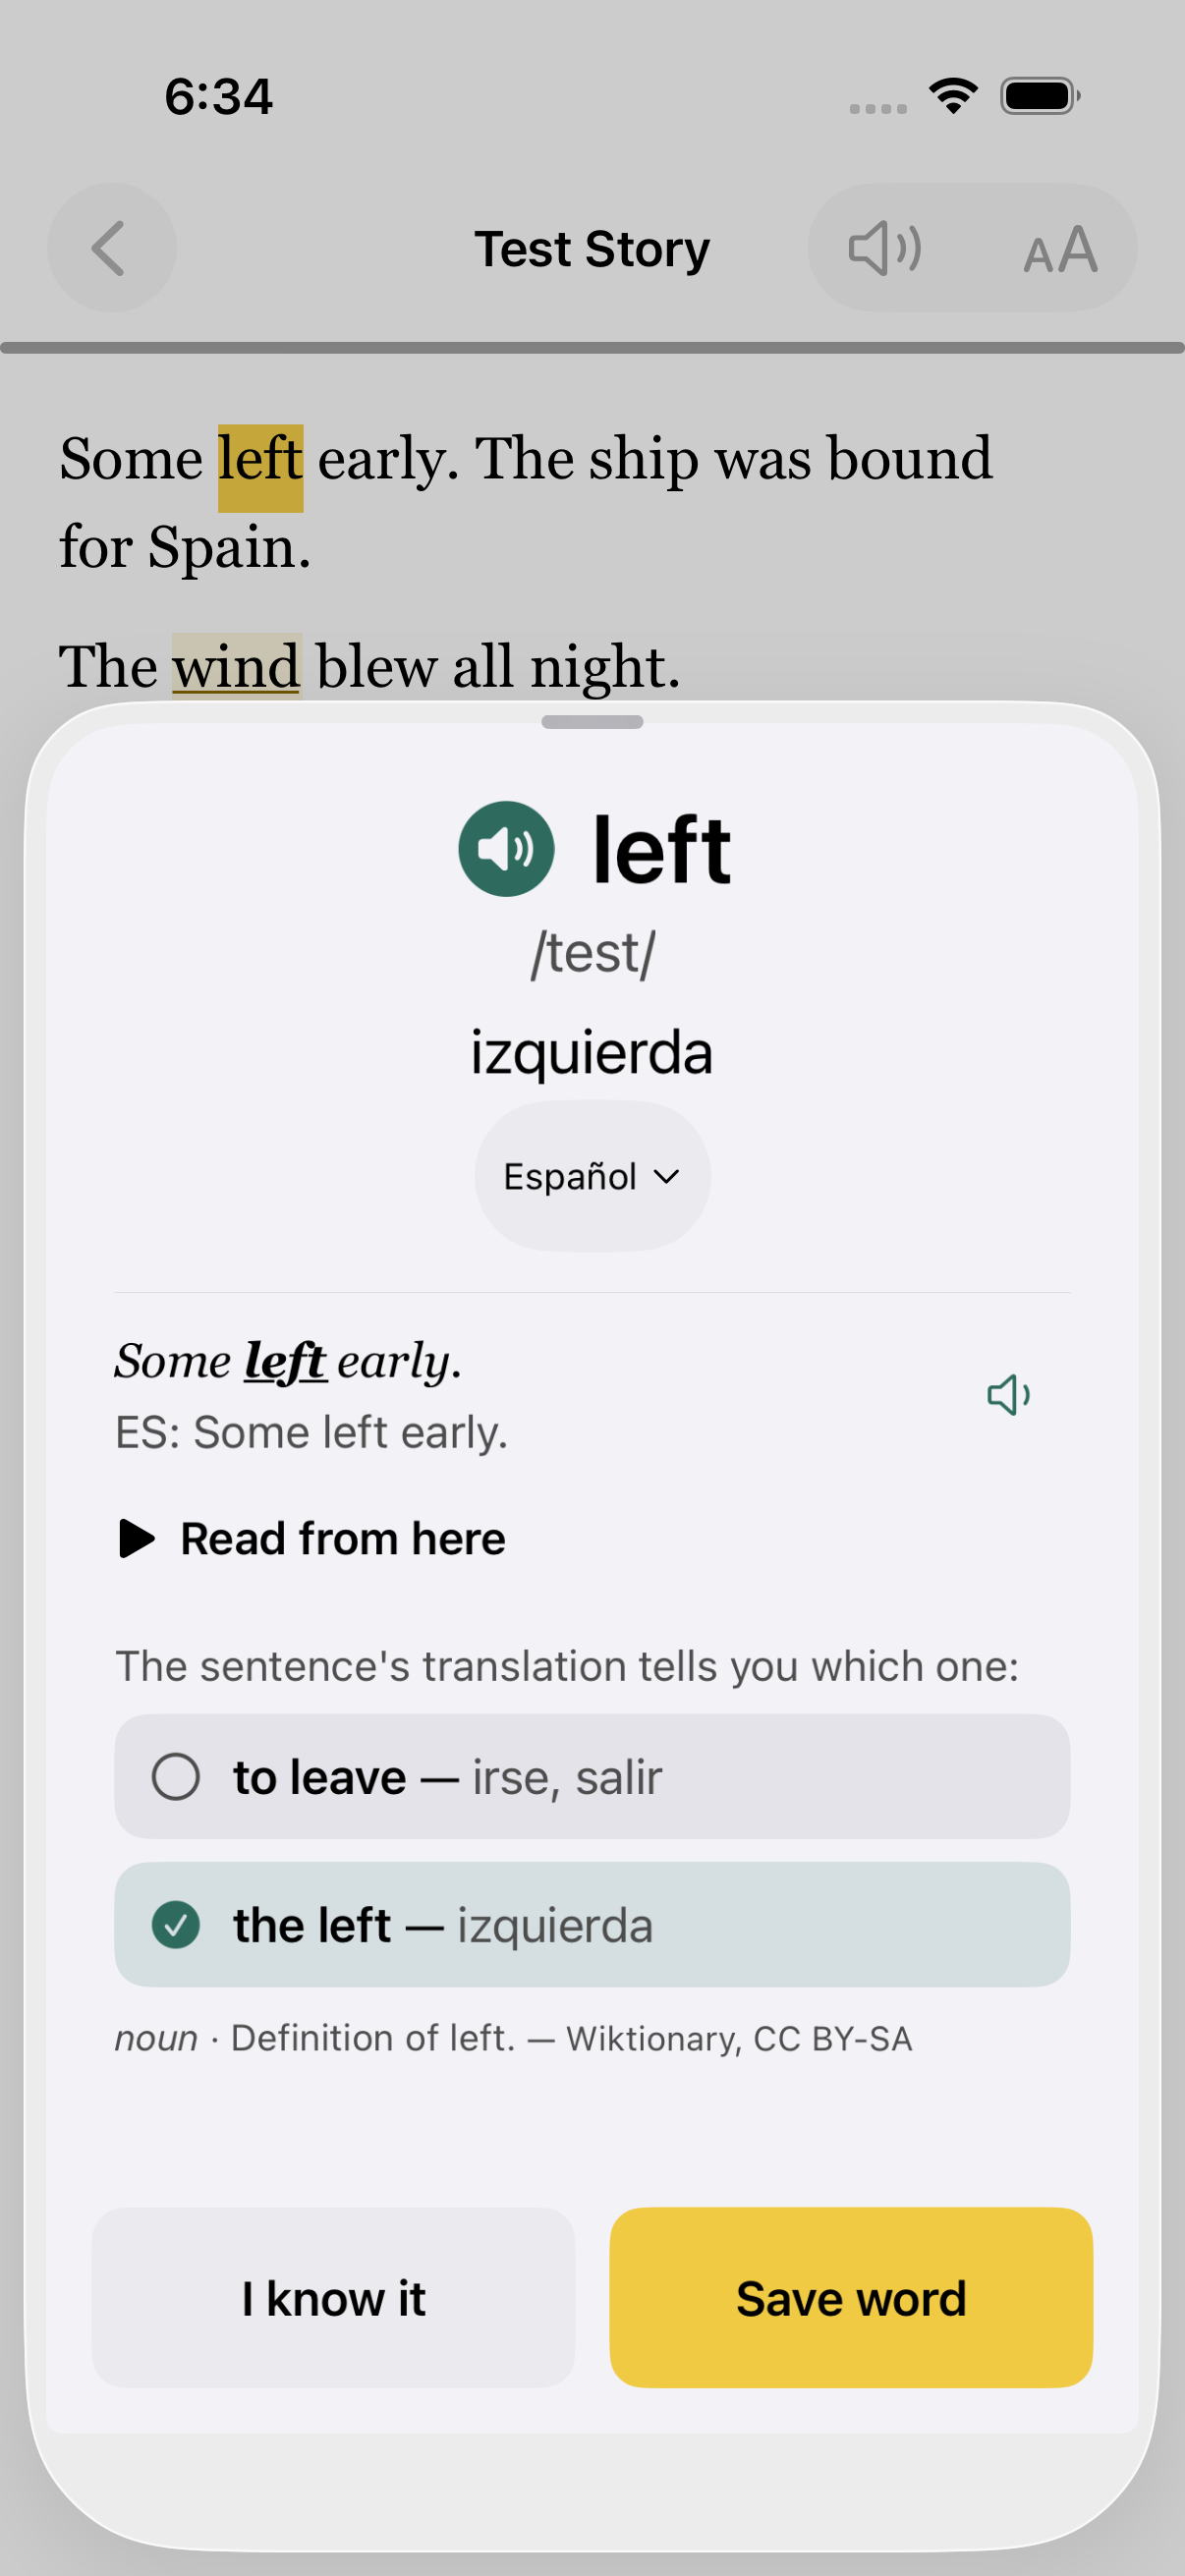 6:34
Test Story
AA
Some left early. The ship was bound
for Spain.
The wind blew all night.
left
/test/
izquierda
Español
Some left early.
ES: Some left early.
Read from here
The sentence's translation tells you which one:
to leave — irse, salir
the left — izquierda
noun · Definition of left. — Wiktionary, CC BY-SA
I know it
Save word